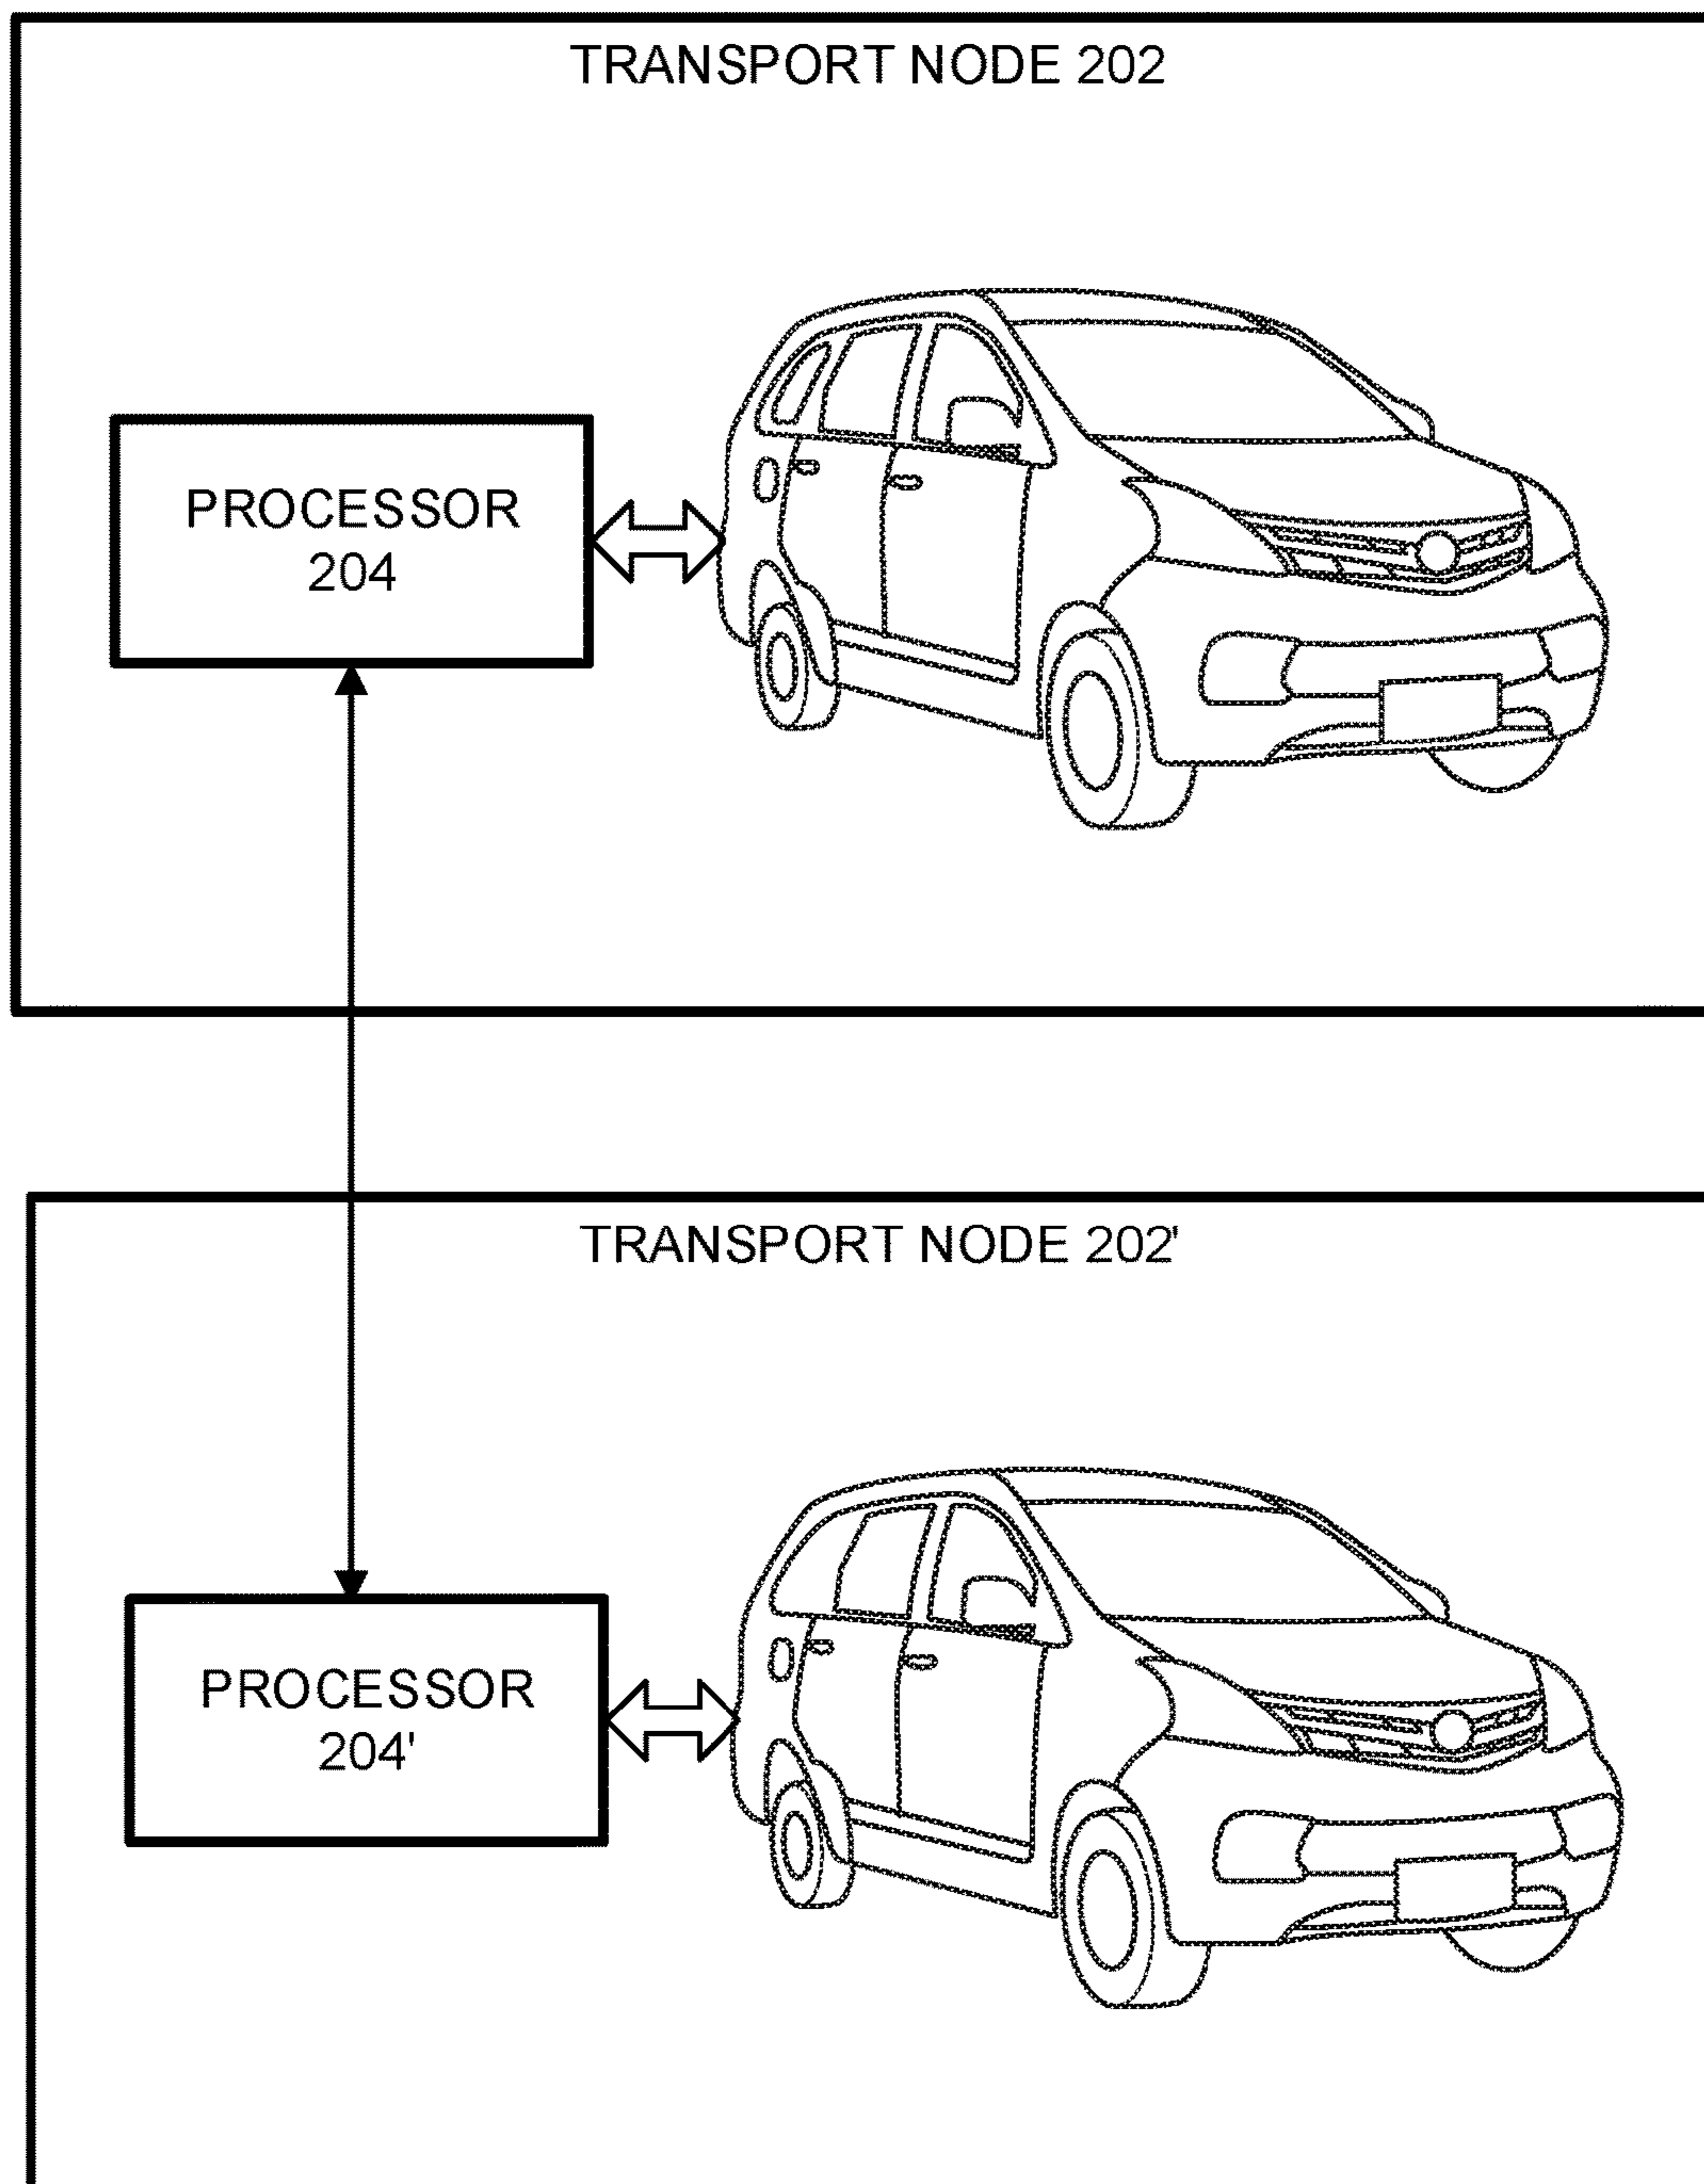 TRANSPORT NODE 202
PROCESSOR
204
TRANSPORT NODE 202'
PROCESSOR
204'